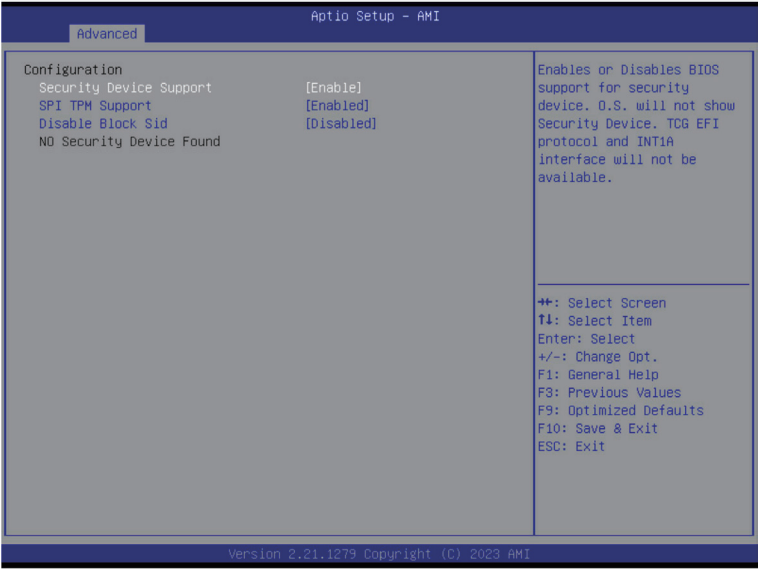 Aptio Setup – AMI
Advanced
Configuration
Security Device Support [Enable]
SPI TPM Support [Enabled]
Disable Block Sid [Disabled]
NO Security Device Found
Enables or Disables BIOS
support for security
device. O.S. will not show
Security Device. TCG EFI
protocol and INT1A
interface will not be
available.
→←: Select Screen
↑↓: Select Item
Enter: Select
+/-: Change Opt.
F1: General Help
F3: Previous Values
F9: Optimized Defaults
F10: Save & Exit
ESC: Exit
Version 2.21.1279 Copyright (C) 2023 AMI